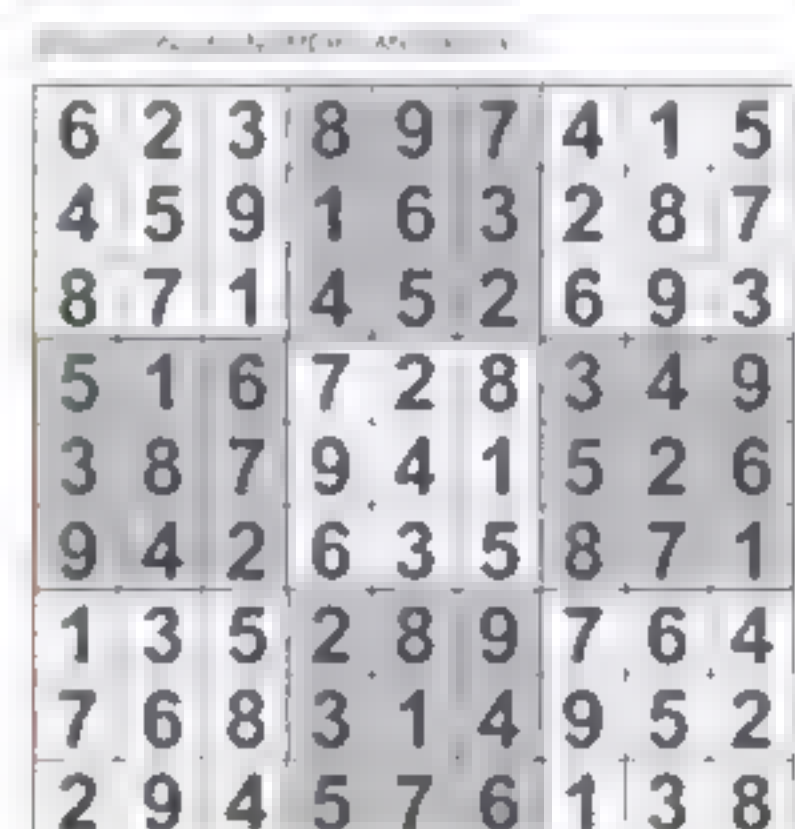 6 2 3 8 9 7 4 1 5
4 5 9 1 6 3 2 8 7
8 7 1 4 5 2 6 9 3
5 1 6 7 2 8 3 4 9
3 8 7 9 4 1 5 2 6
9 4 2 6 3 5 8 7 1
1 3 5 2 8 9 7 6 4
7 6 8 3 1 4 9 5 2
2 9 4 5 7 6 1 3 8